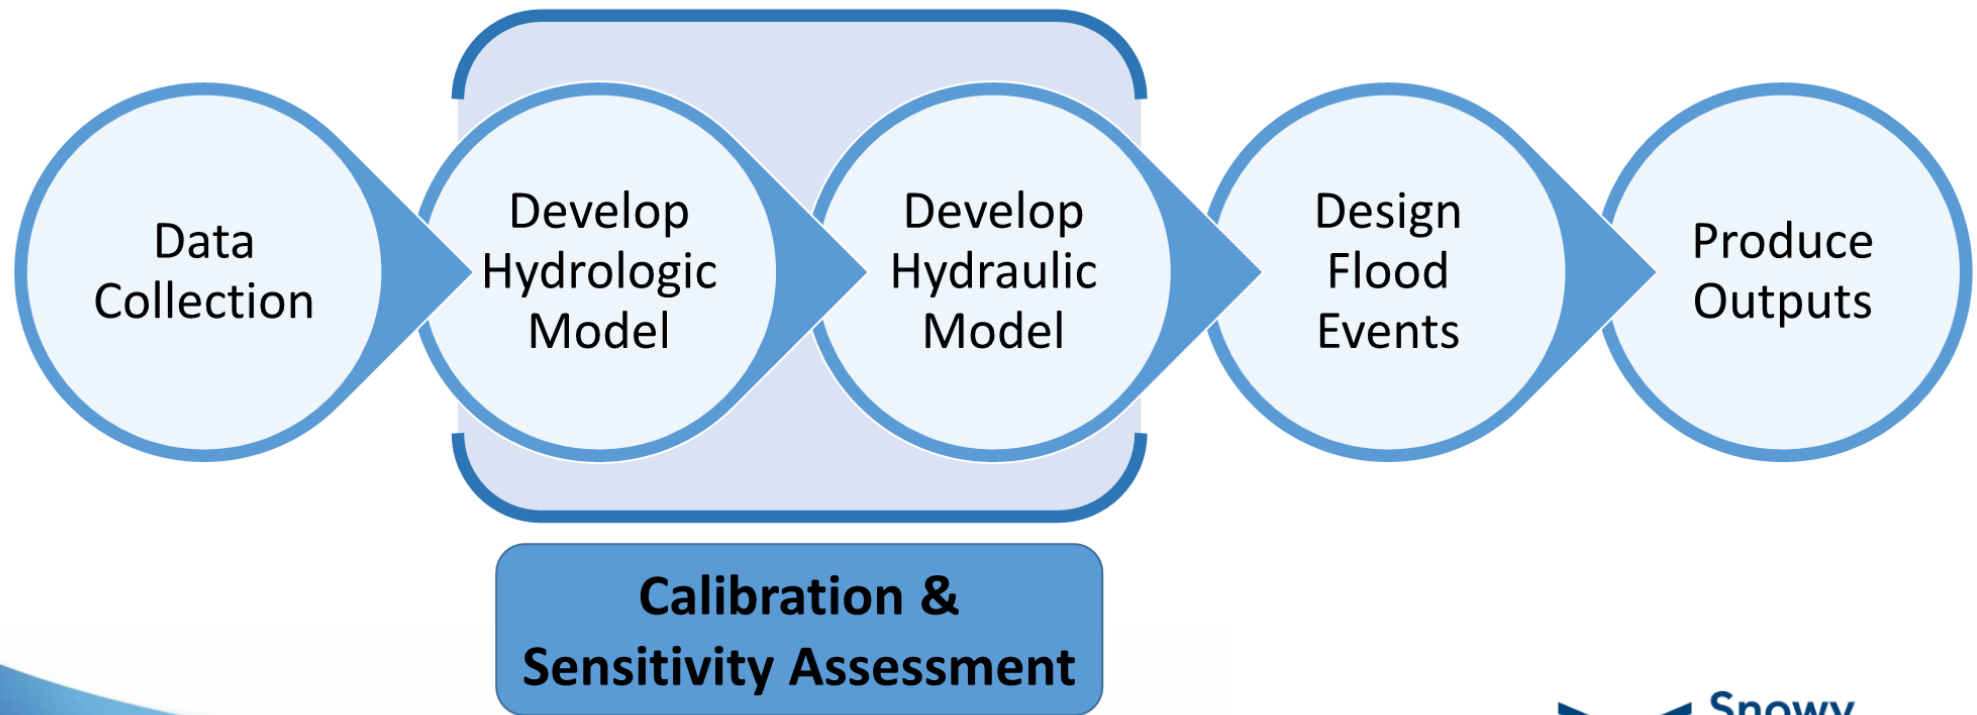 Data
Collection
Develop
Hydrologic
Model
Develop
Hydraulic
Model
Design
Flood
Events
Produce
Outputs
Calibration &
Sensitivity Assessment
Snowy